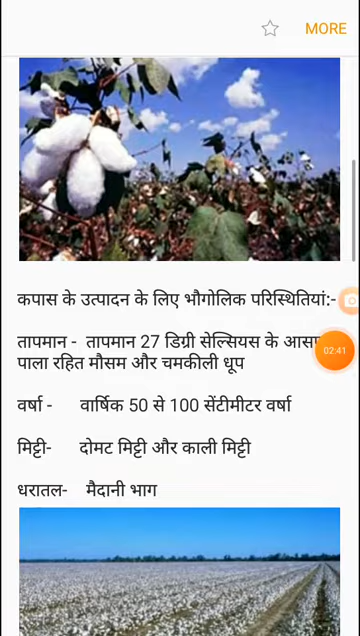 MORE
कपास के उत्पादन के लिए भौगोलिक परिस्थितियां:-
तापमान - तापमान 27 डिग्री सेल्सियस के
02:41
पाला रहित मौसम और चमकीली धूप
वर्षा - वार्षिक 50 से 100 सेंटीमीटर वर्षा
मिट्टी- दोमट मिट्टी और काली मिट्टी
धरातल- मैदानी भाग